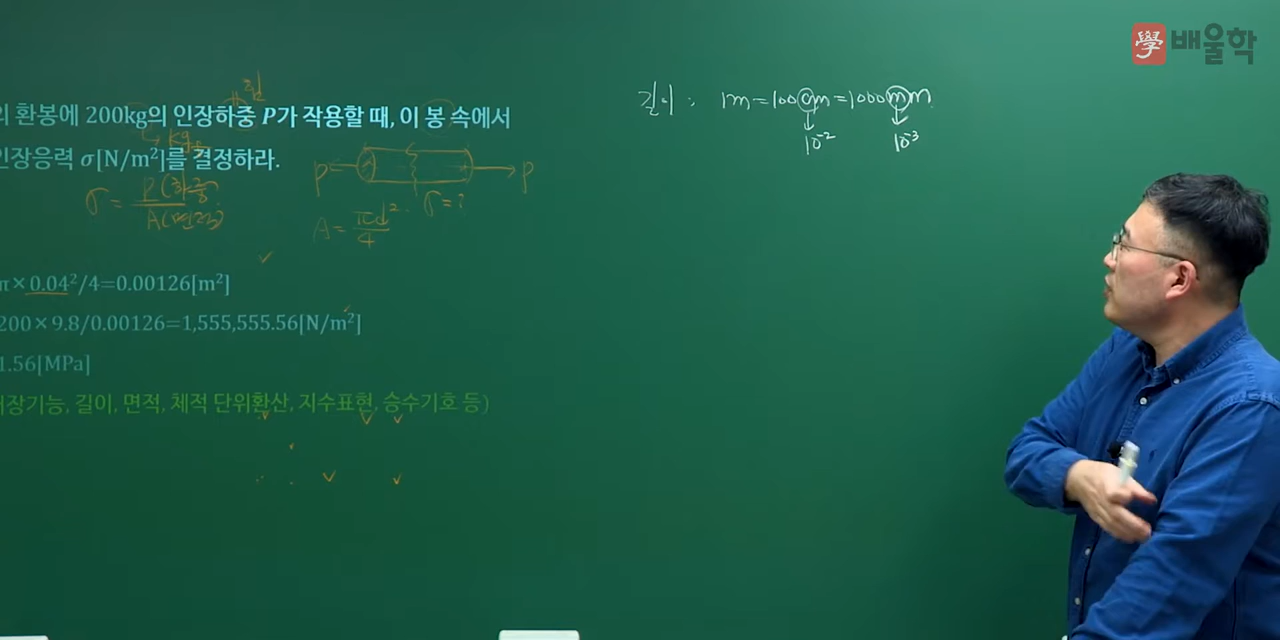 學 배울학
힘
의 환봉에 200kg의 인장하중 P가 작용할 때, 이 봉 속에서
kgf
인장응력 σ[N/m²]를 결정하라.
σ = P(하중) / A(면적)
P P
σ=?
A = πd² / 4
π×0.04²/4=0.00126[m²]
200×9.8/0.00126=1,555,555.56[N/m²]
1.56[MPa]
저장기능, 길이, 면적, 체적 단위환산, 지수표현, 승수기호 등)
길이 : 1m=100cm=1000mm.
10⁻² 10⁻³